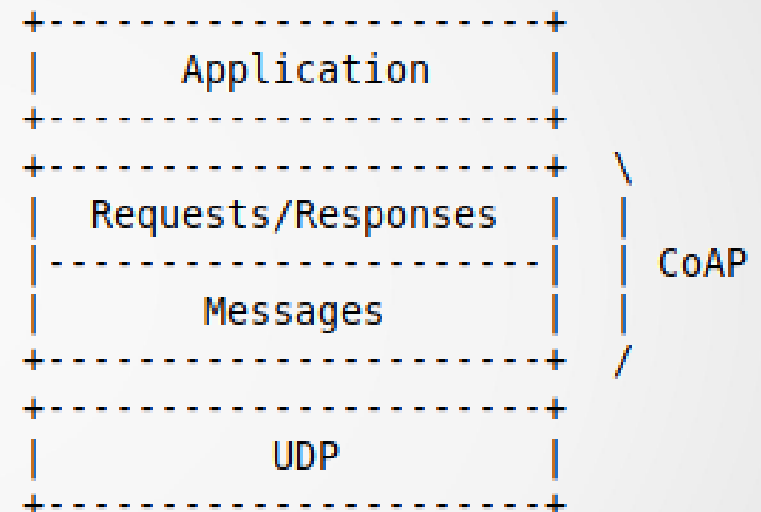 +----------------------+
|      Application     |
+----------------------+
+----------------------+  \
|  Requests/Responses  |  |
|----------------------|  | CoAP
|       Messages       |  |
+----------------------+  /
+----------------------+
|          UDP         |
+----------------------+